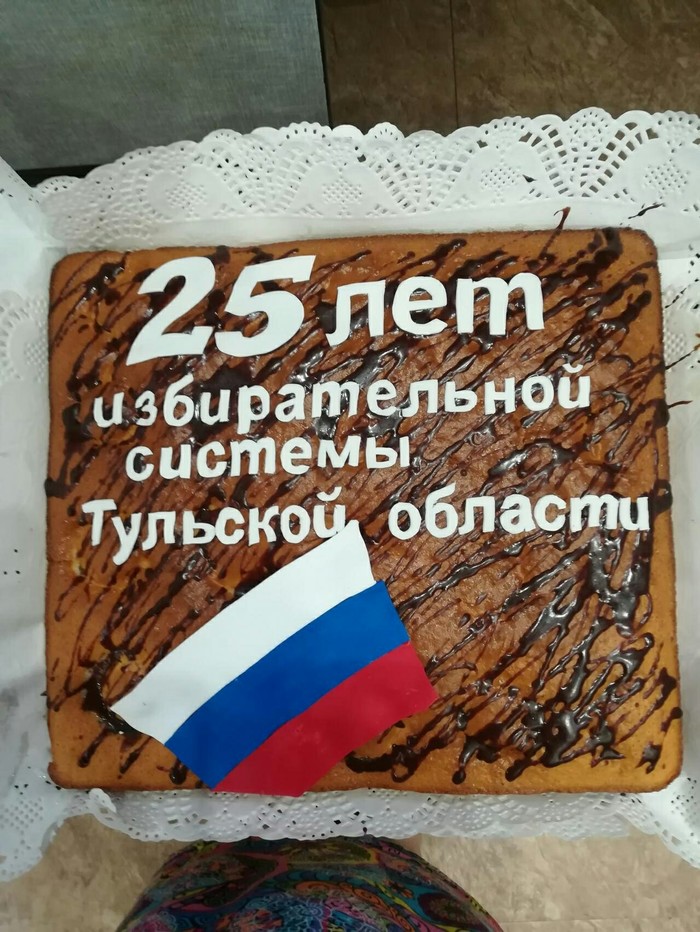 25 лет
избирательной
системы
Тульской области